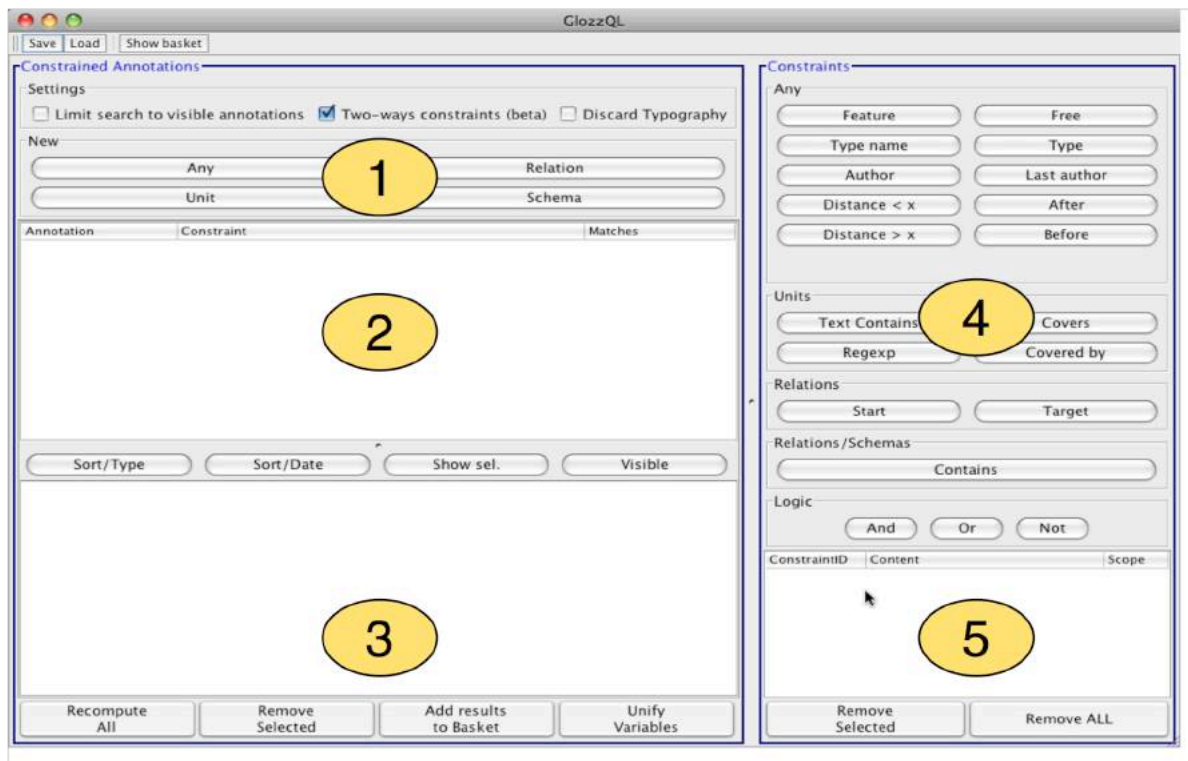 GlozzQL
Save Load Show basket
Constrained Annotations
Settings
Limit search to visible annotations Two-ways constraints (beta) Discard Typography
New
Any Relation
Unit Schema
1
Annotation Constraint Matches
2
Sort/Type Sort/Date Show sel. Visible
3
Recompute All
Remove Selected
Add results to Basket
Unify Variables
Constraints
Any
Feature Free
Type name Type
Author Last author
Distance < x After
Distance > x Before
Units
Text Contains Covers
4
Regexp Covered by
Relations
Start Target
Relations/Schemas
Contains
Logic
And Or Not
ConstraintID Content Scope
5
Remove Selected
Remove ALL